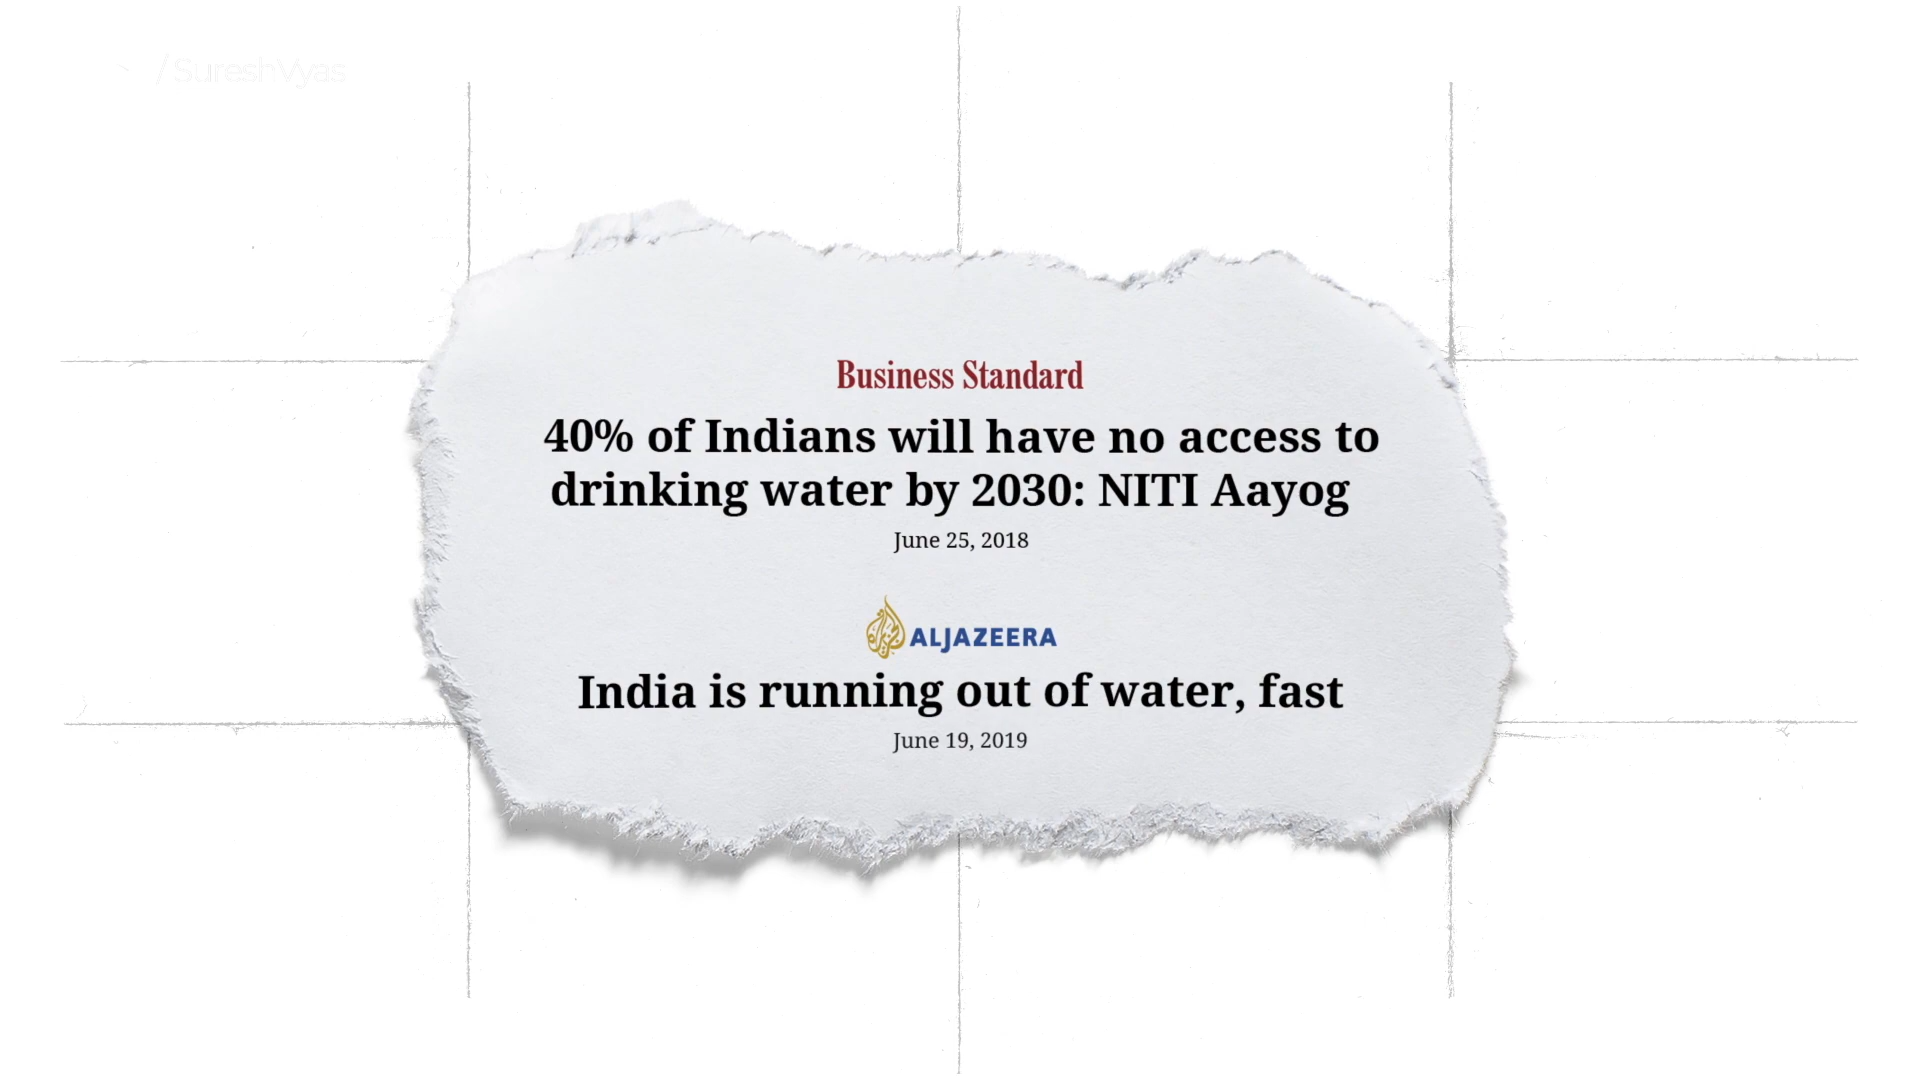 /SureshVyas
Business Standard
40% of Indians will have no access to
drinking water by 2030: NITI Aayog
June 25, 2018
ALJAZEERA
India is running out of water, fast
June 19, 2019